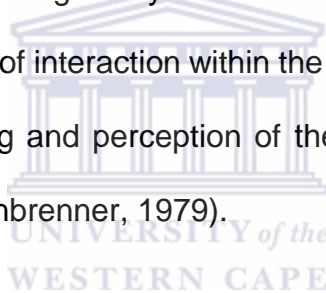 of interaction within the
g and perception of the
nbrenner, 1979).
UNIVERSITY of the
WESTERN CAPE